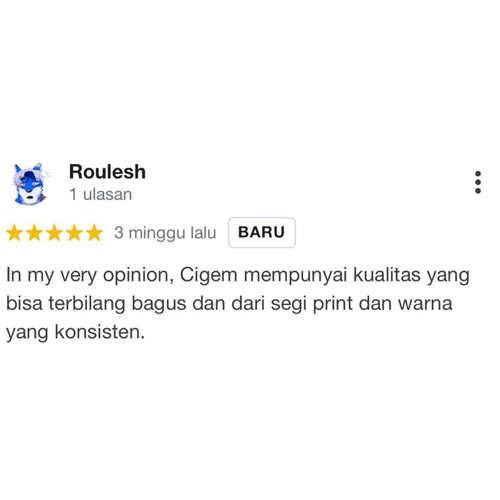 Roulesh
1 ulasan
3 minggu lalu BARU
In my very opinion, Cigem mempunyai kualitas yang
bisa terbilang bagus dan dari segi print dan warna
yang konsisten.